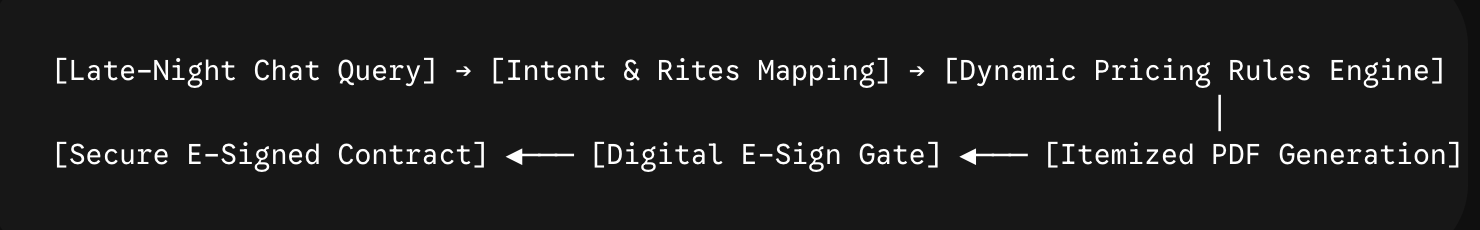 [Late-Night Chat Query] → [Intent & Rites Mapping] → [Dynamic Pricing Rules Engine]
│
[Secure E-Signed Contract] ◀─── [Digital E-Sign Gate] ◀─── [Itemized PDF Generation]